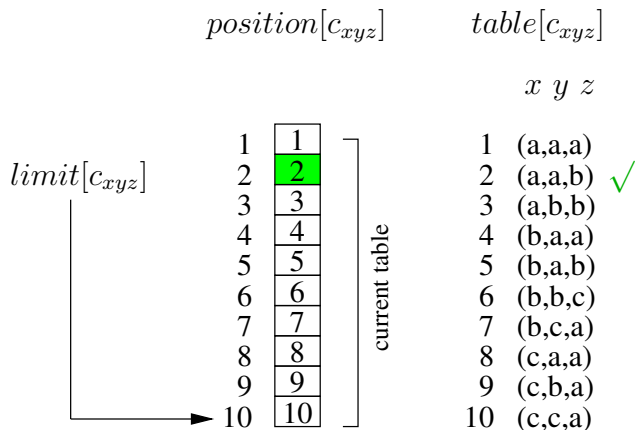 position[c_xyz] table[c_xyz]
x y z
1 1 1 (a,a,a)
limit[c_xyz] 2 2 2 (a,a,b) √
3 3 3 (a,b,b)
4 4 4 (b,a,a)
5 5 5 (b,a,b)
6 6 6 (b,b,c)
7 7 7 (b,c,a)
8 8 8 (c,a,a)
9 9 9 (c,b,a)
10 10 10 (c,c,a)
current table